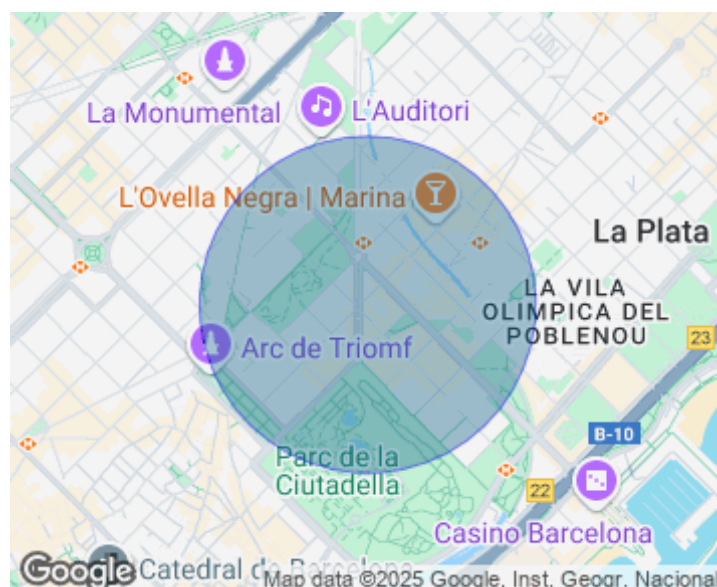 La Monumental
L'Auditori
L'Ovella Negra | Marina
La Plata
LA VILA
OLIMPICA DEL
POBLENOU
23
Arc de Triomf
B-10
Parc de la
Ciutadella
22
Casino Barcelona
Google
Catedral de Barcelona
Map data ©2025 Google, Inst. Geogr. Nacional